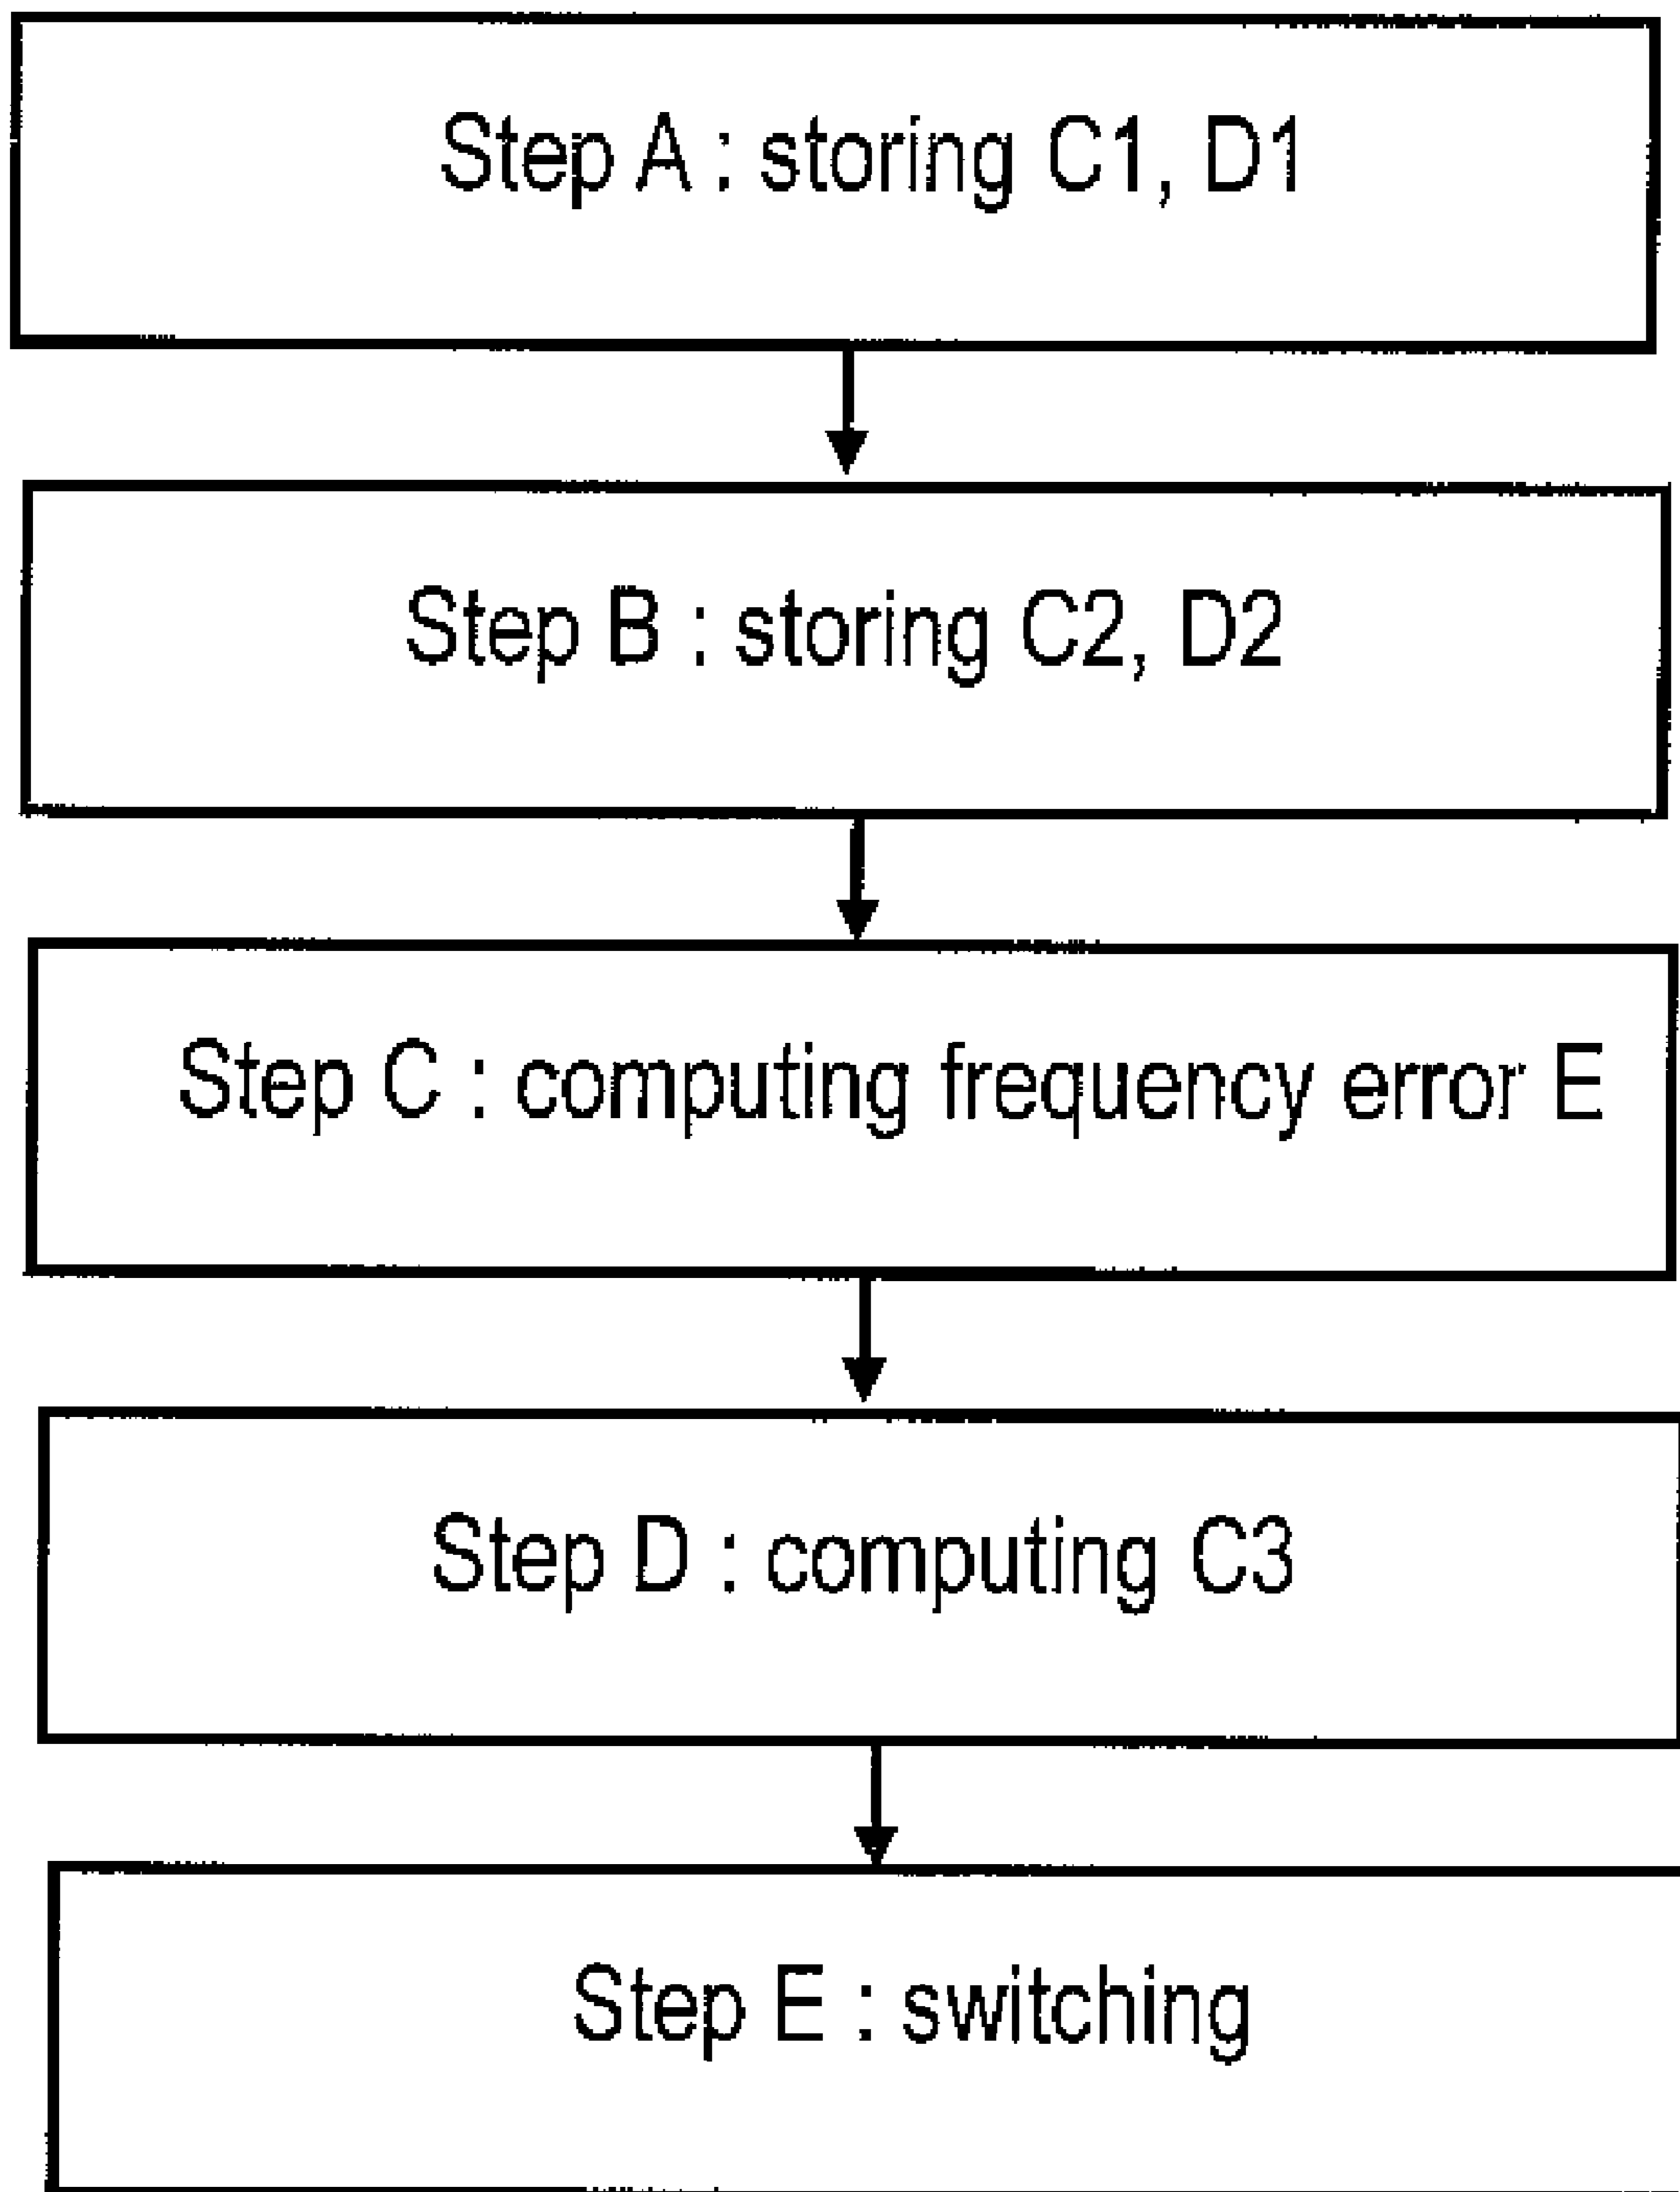 Step A : storing C1, D1
Step B : storing C2, D2
Step C : computing frequency error E
Step D : computing C3
Step E : switching